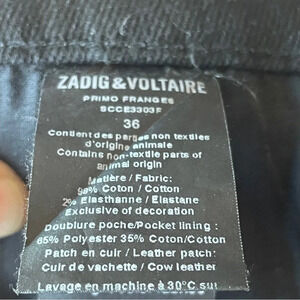 ZADIG & VOLTAIRE
PRIMO FRANGES
SCCE3303F
36
Contient des parties non textiles
d'origine animale
Contains non-textile parts of
animal origin
Matière / Fabric:
98% Coton / Cotton
2% Elasthanne / Elastane
Exclusive of decoration
Doublure poche/Pocket lining :
65% Polyester 35% Coton/Cotton
Patch en cuir / Leather patch:
Cuir de vachette / Cow leather
Lavage en machine à 30°C sur